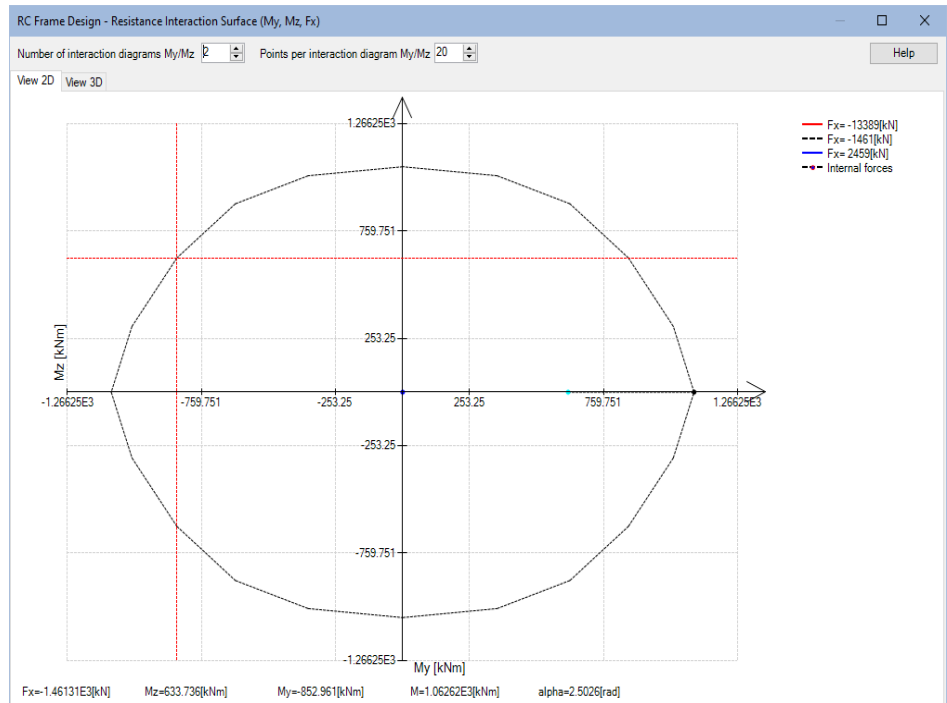 RC Frame Design - Resistance Interaction Surface (My, Mz, Fx)
Number of interaction diagrams My/Mz 2 Points per interaction diagram My/Mz 20 Help
View 2D View 3D
1.26625E3
Fx= -13389[kN]
Fx= -1461[kN]
Fx= 2459[kN]
Internal forces
759.751
253.25
Mz [kNm]
-1.26625E3 -759.751 -253.25 253.25 759.751 1.26625E3
-253.25
-759.751
-1.26625E3
My [kNm]
Fx=-1.46131E3[kN] Mz=633.736[kNm] My=-852.961[kNm] M=1.06262E3[kNm] alpha=2.5026[rad]